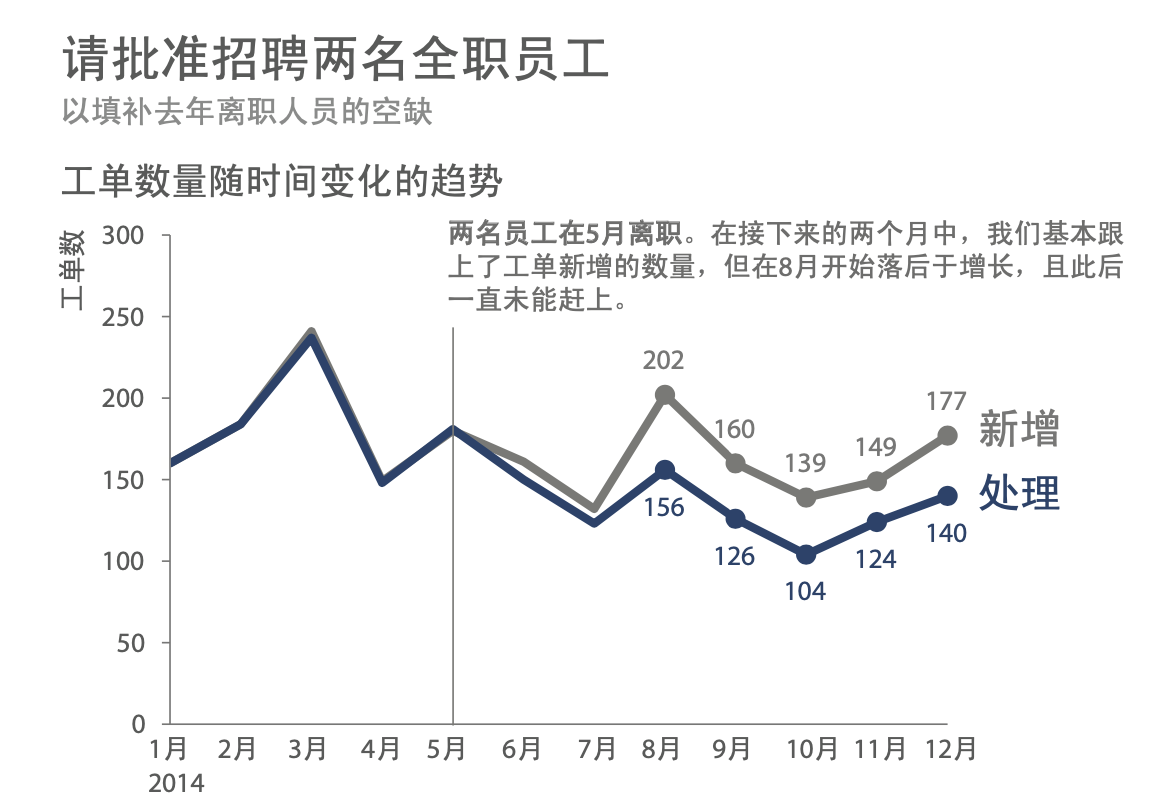 请批准招聘两名全职员工
以填补去年离职人员的空缺
工单数量随时间变化的趋势
工单数
300
250
200
150
100
50
0
两名员工在5月离职。在接下来的两个月中，我们基本跟
上了工单新增的数量，但在8月开始落后于增长，且此后
一直未能赶上。
202
160
139
149
177
新增
156
126
104
124
140
处理
1月 2月 3月 4月 5月 6月 7月 8月 9月 10月 11月 12月
2014